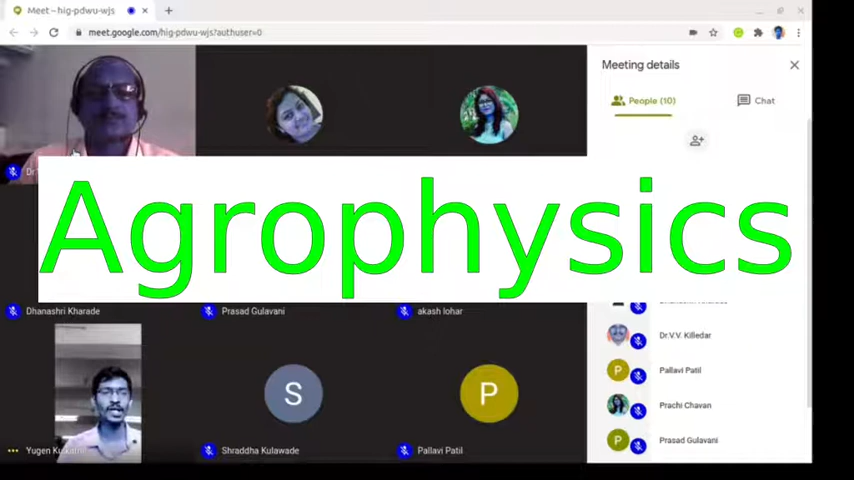 Meet – hig-pdwu-wjs
meet.google.com/hig-pdwu-wjs?authuser=0
Meeting details
People (10)
Chat
Agrophysics
Dhanashri Kharade
Prasad Gulavani
akash lohar
Dr.V.V. Killedar
Pallavi Patil
Prachi Chavan
Prasad Gulavani
S
P
P
P
Yugen
Shraddha Kulawade
Pallavi Patil